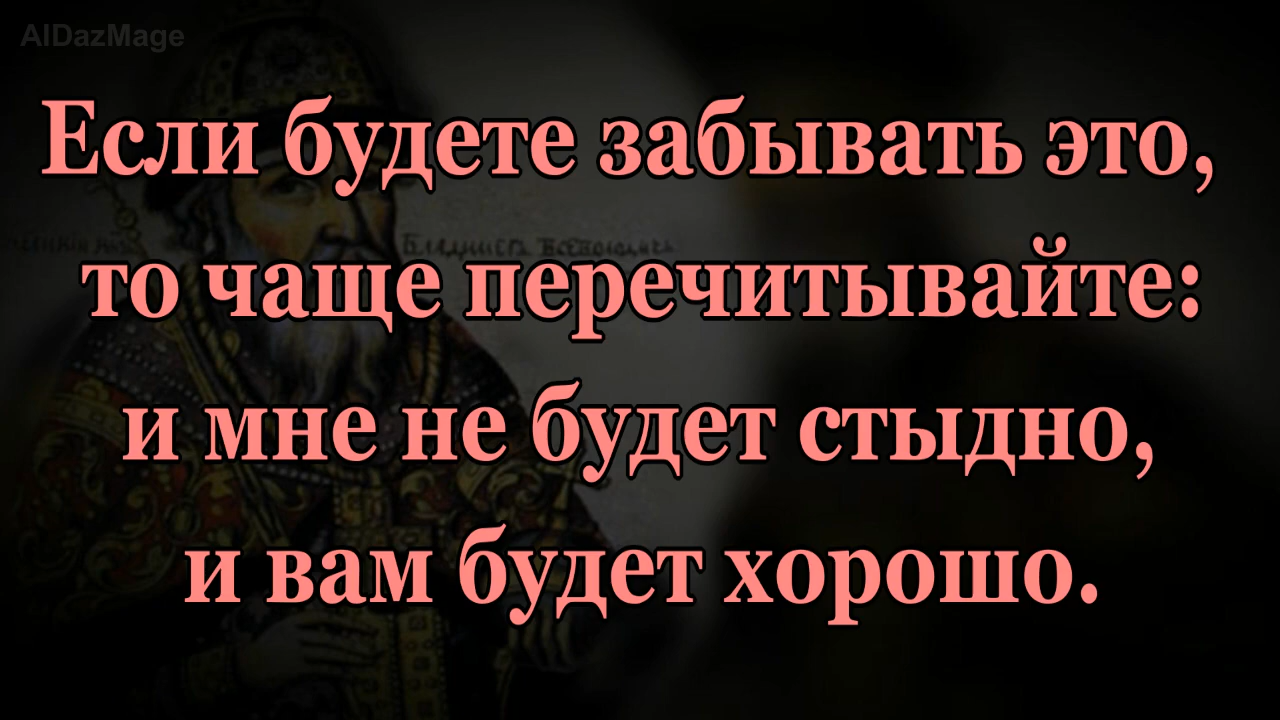 AIDazMage
Если будете забывать это,
то чаще перечитывайте:
и мне не будет стыдно,
и вам будет хорошо.